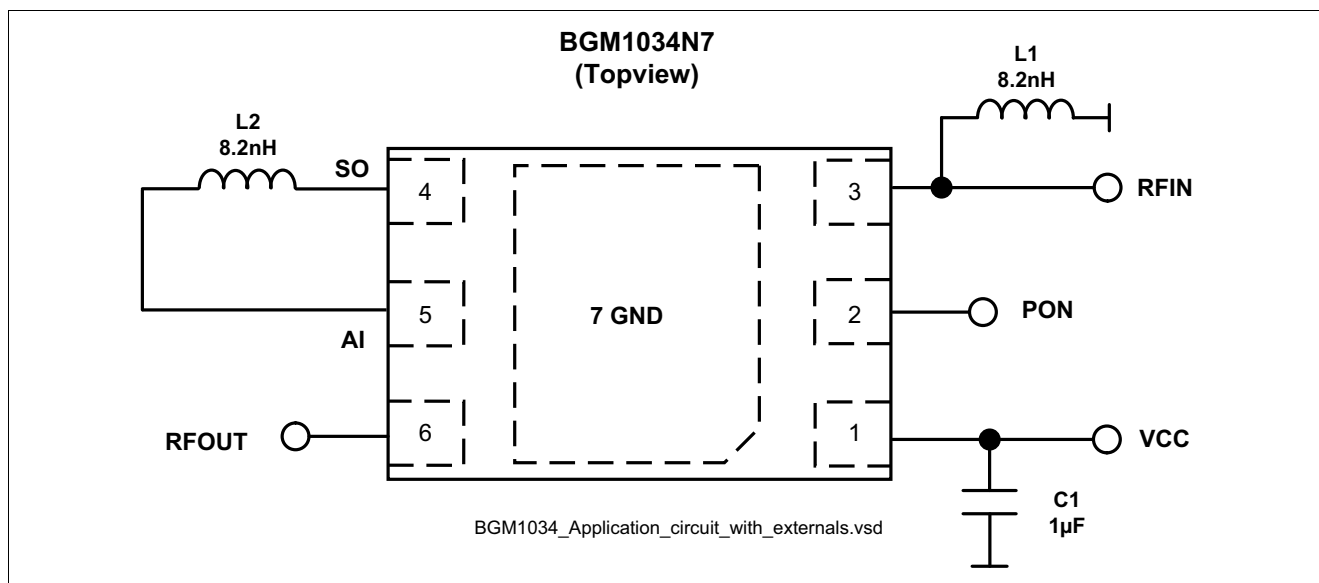 BGM1034N7
(Topview)
L1
8.2nH
L2
8.2nH
SO
4
3
RFIN
5
7 GND
2
PON
AI
RFOUT
6
1
VCC
C1
1µF
BGM1034_Application_circuit_with_externals.vsd